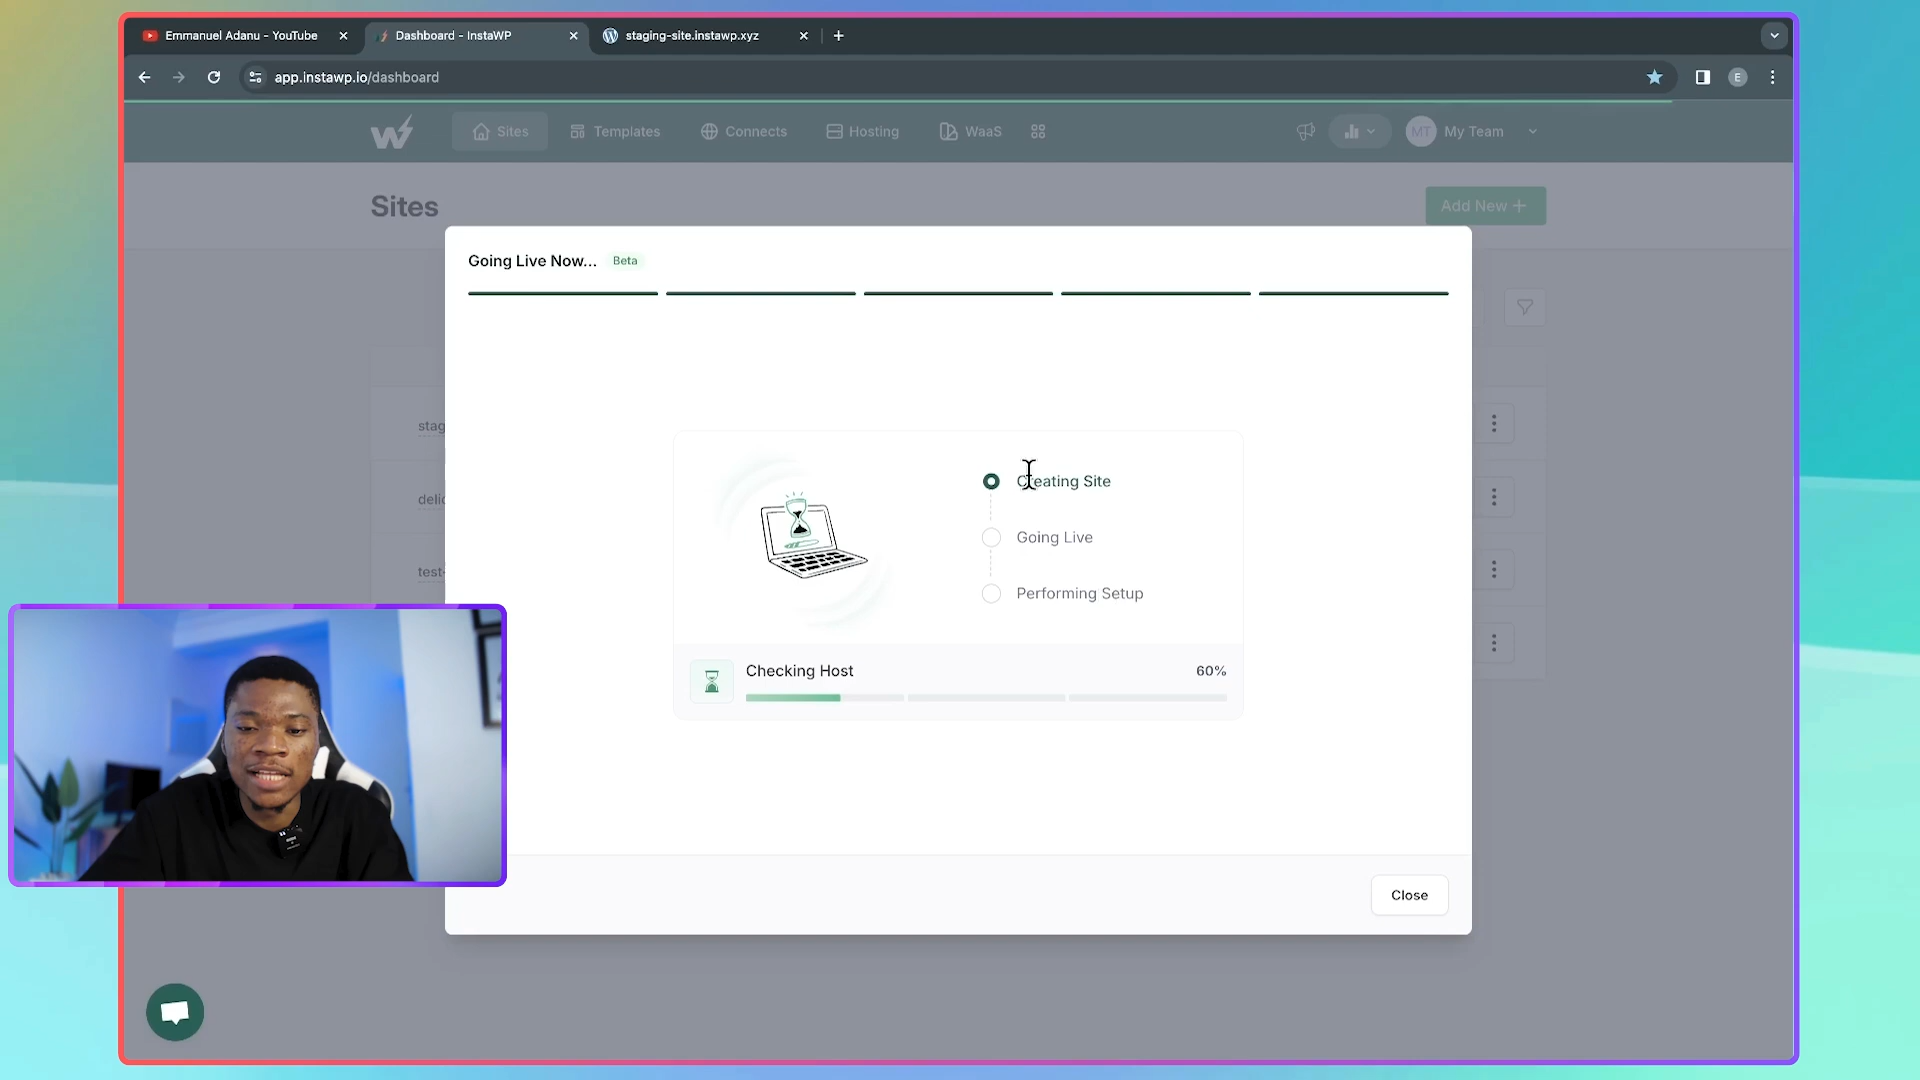 Emmanuel Adanu - YouTube
Dashboard - InstaWP
staging-site.instawp.xyz
app.instawp.io/dashboard
E
Sites
Templates
Connects
Hosting
WaaS
MT
My Team
Sites
Add New +
Going Live Now...
Beta
stag
delic
test-
Creating Site
Going Live
Performing Setup
Checking Host
60%
Close